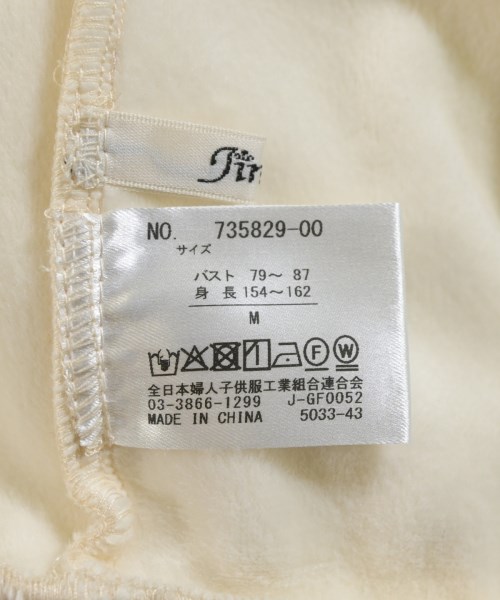 NO. 735829-00
サイズ
バスト 79～ 87
身 長 154～162
M
全日本婦人子供服工業組合連合会
03-3866-1299 J-GF0052
MADE IN CHINA 5033-43